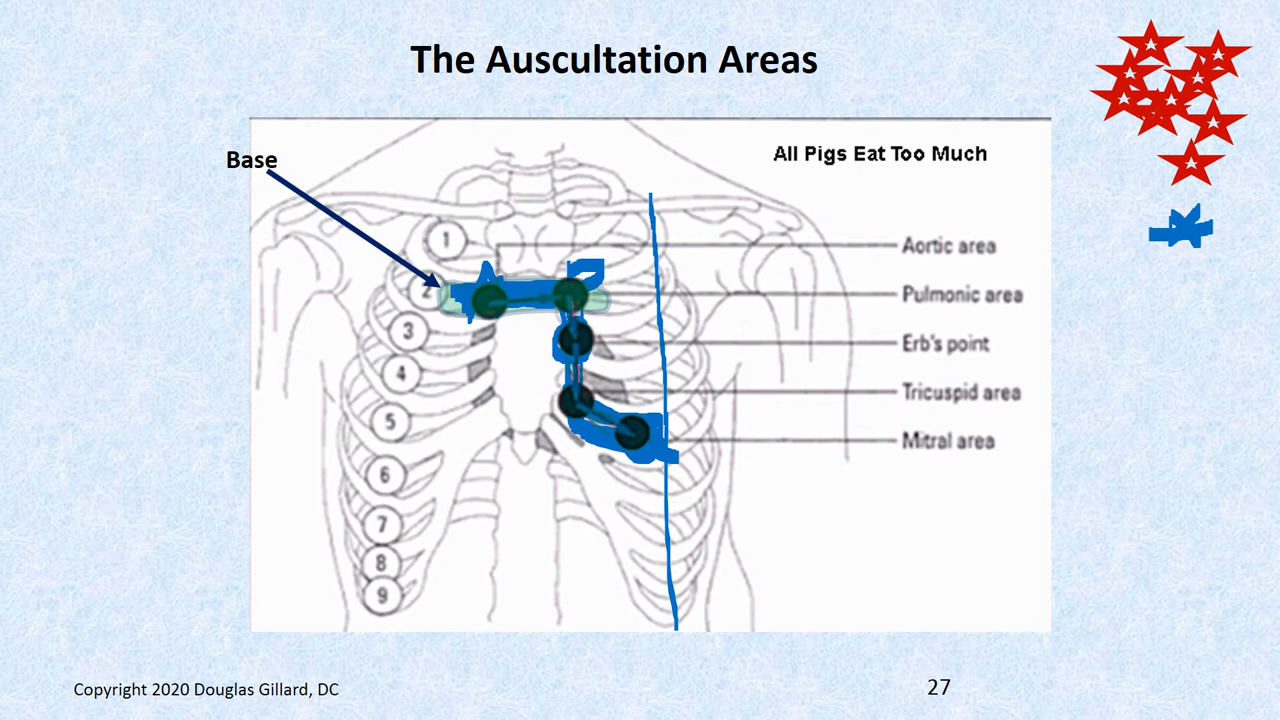 The Auscultation Areas
Base
All Pigs Eat Too Much
1
2
3
4
5
6
7
8
9
Aortic area
Pulmonic area
Erb's point
Tricuspid area
Mitral area
Copyright 2020 Douglas Gillard, DC
27